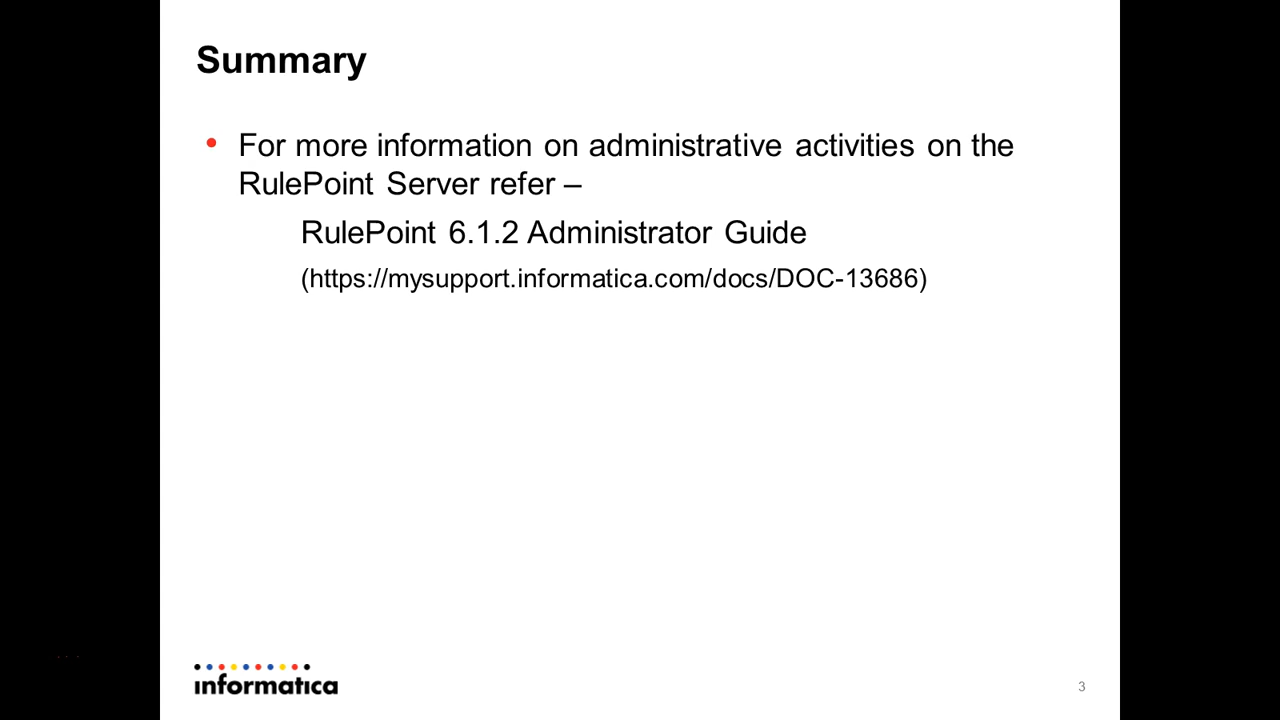 Summary
• For more information on administrative activities on the
RulePoint Server refer –
RulePoint 6.1.2 Administrator Guide
(https://mysupport.informatica.com/docs/DOC-13686)
informatica
3